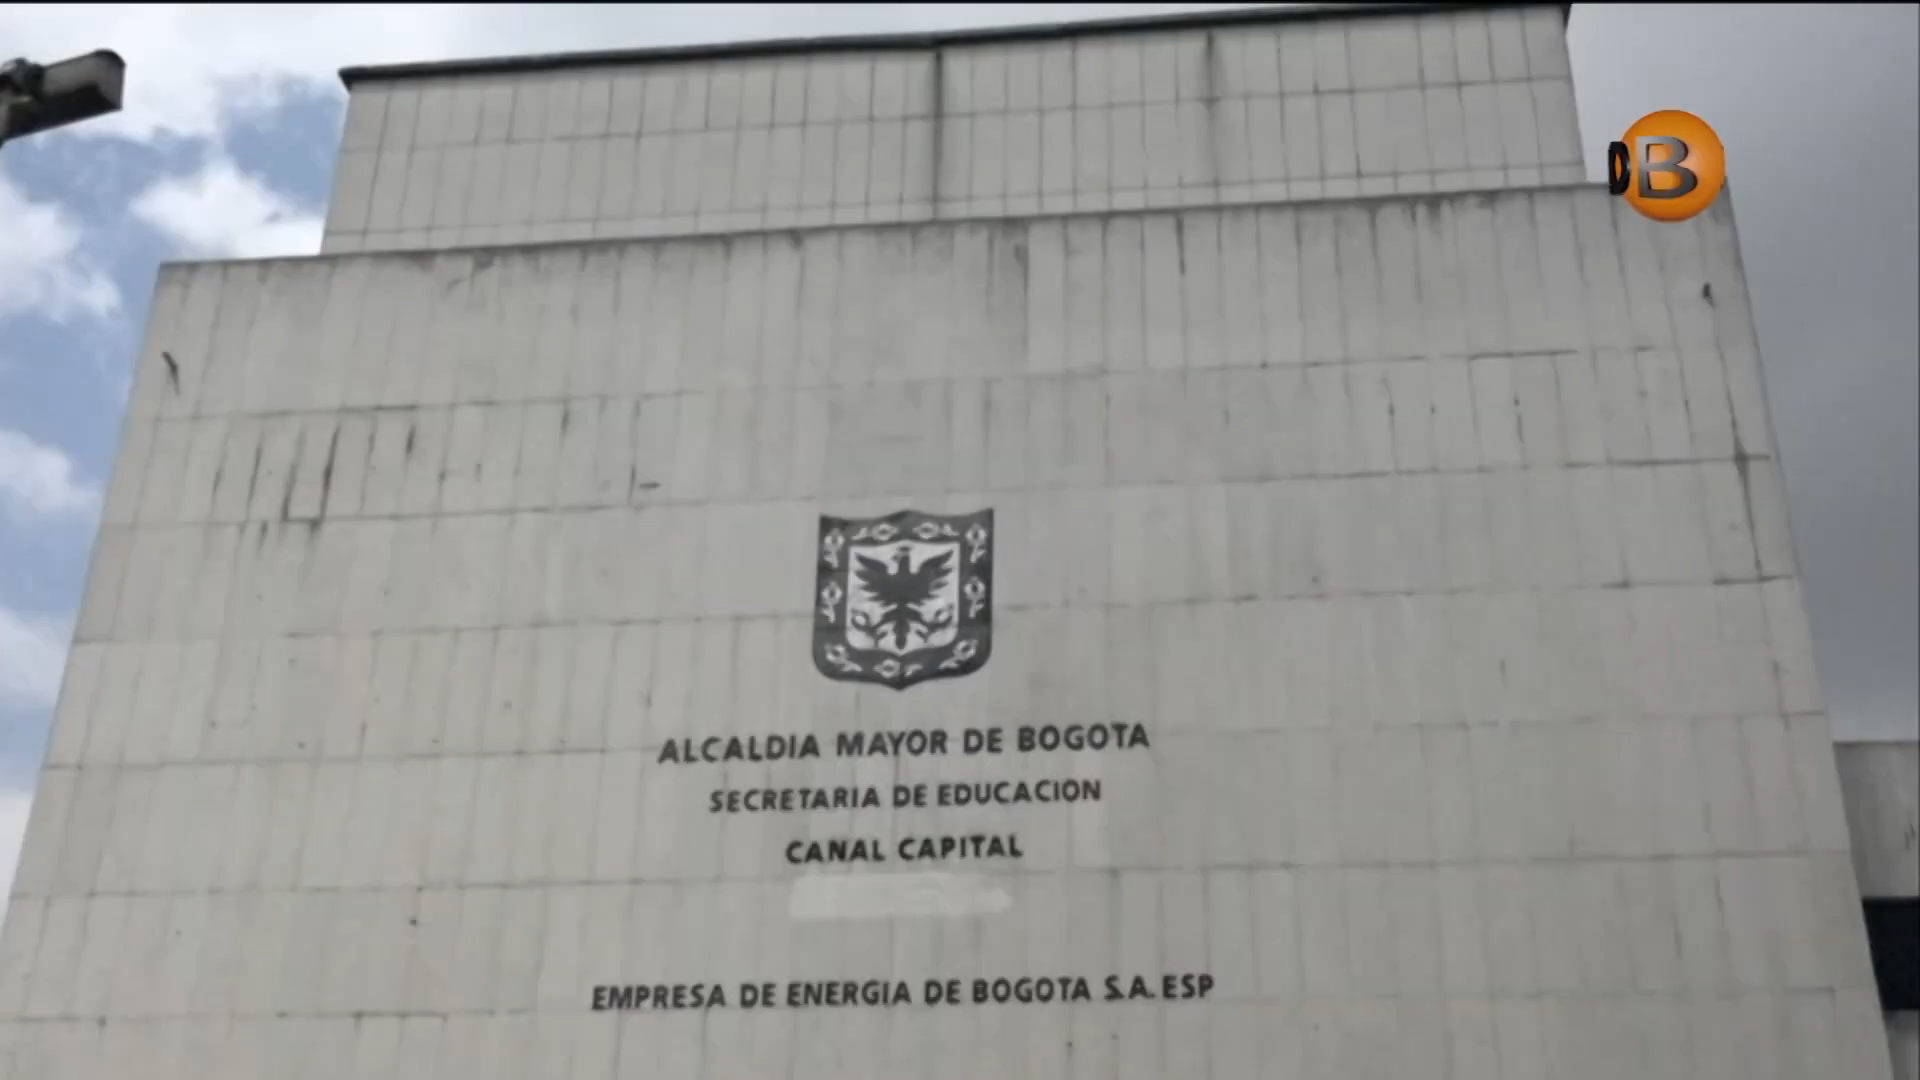 B
ALCALDIA MAYOR DE BOGOTA
SECRETARIA DE EDUCACION
CANAL CAPITAL
EMPRESA DE ENERGIA DE BOGOTA S.A. ESP